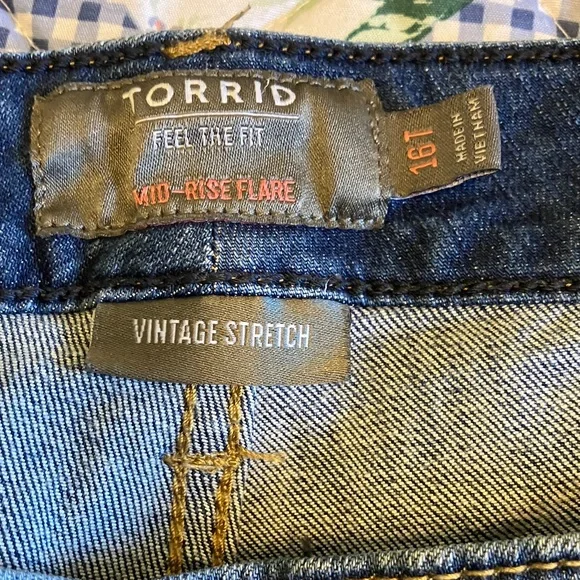 TORRID
FEEL THE FIT
MID-RISE FLARE
16T
MADE IN
VIETNAM
VINTAGE STRETCH